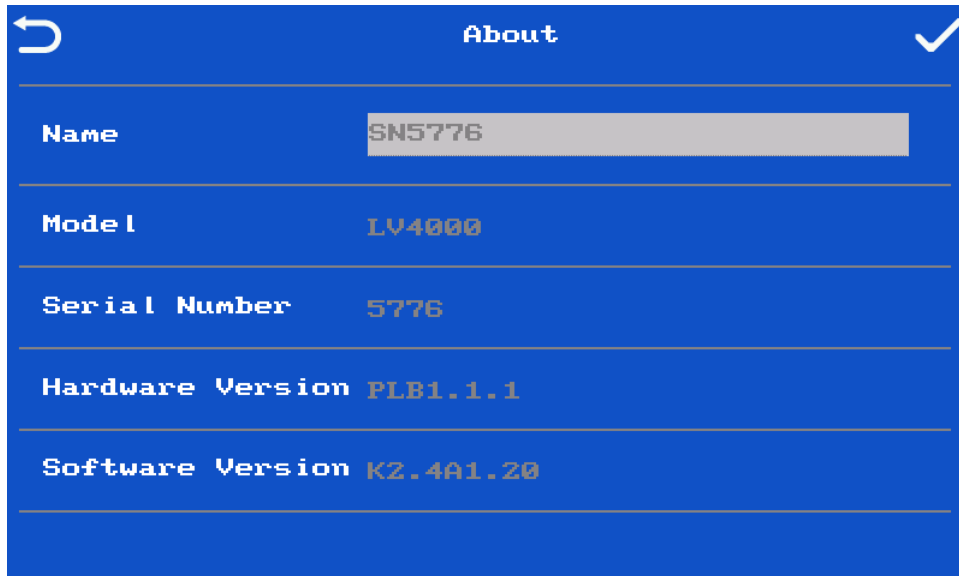 About
Name SN5776
Model LV4000
Serial Number 5776
Hardware Version PLB1.1.1
Software Version K2.4A1.20